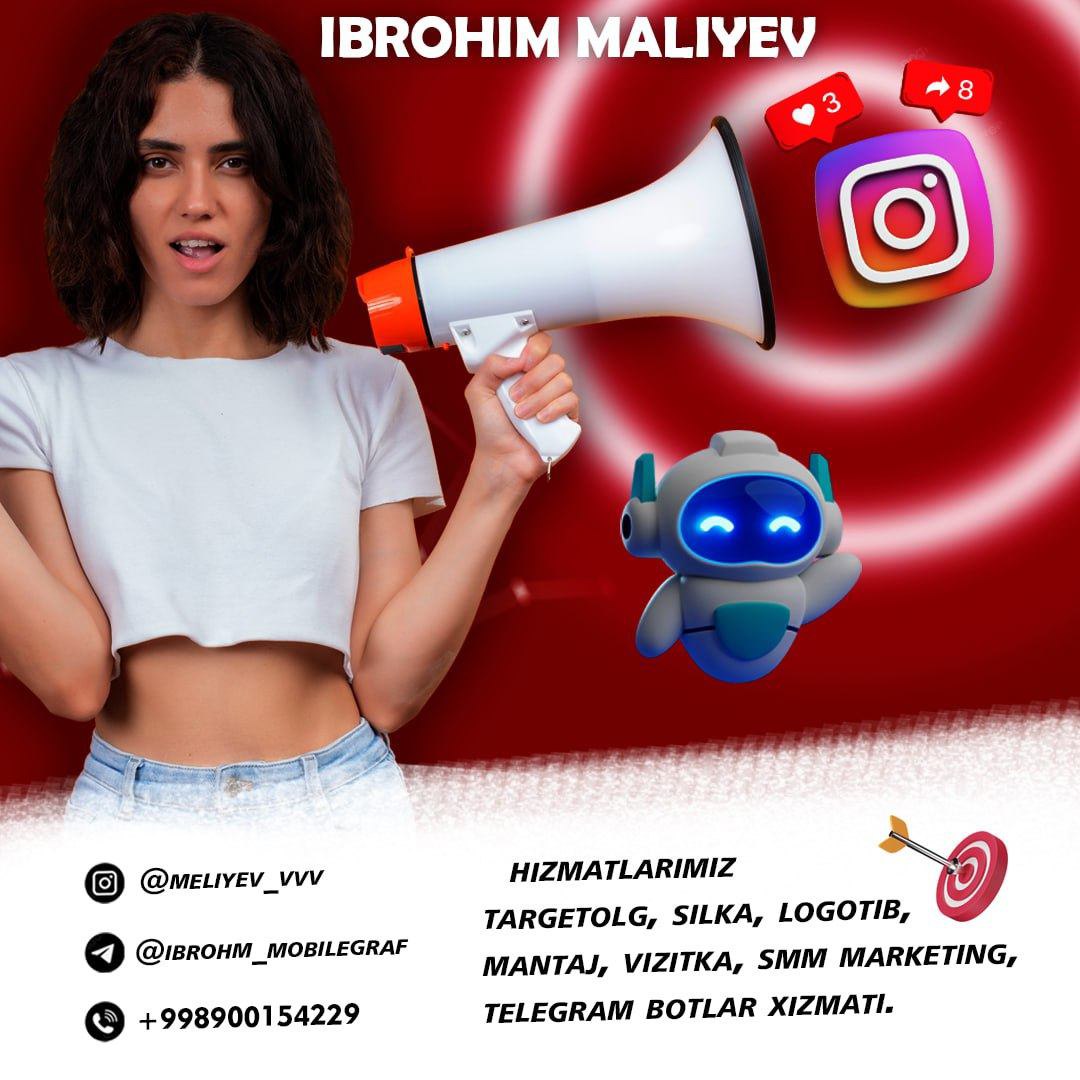 IBROHIM MALIYEV
3
8
@MELIYEV_VVV
@IBROHM_MOBILEGRAF
+998900154229
HIZMATLARIMIZ
TARGETOLG, SILKA, LOGOTIB,
MANTAJ, VIZITKA, SMM MARKETING,
TELEGRAM BOTLAR XIZMATI.